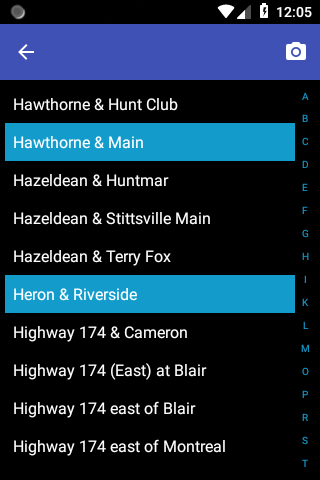 12:05
Hawthorne & Hunt Club
Hawthorne & Main
Hazeldean & Huntmar
Hazeldean & Stittsville Main
Hazeldean & Terry Fox
Heron & Riverside
Highway 174 & Cameron
Highway 174 (East) at Blair
Highway 174 east of Blair
Highway 174 east of Montreal
A
B
C
D
E
F
G
H
I
K
L
M
O
P
R
S
T